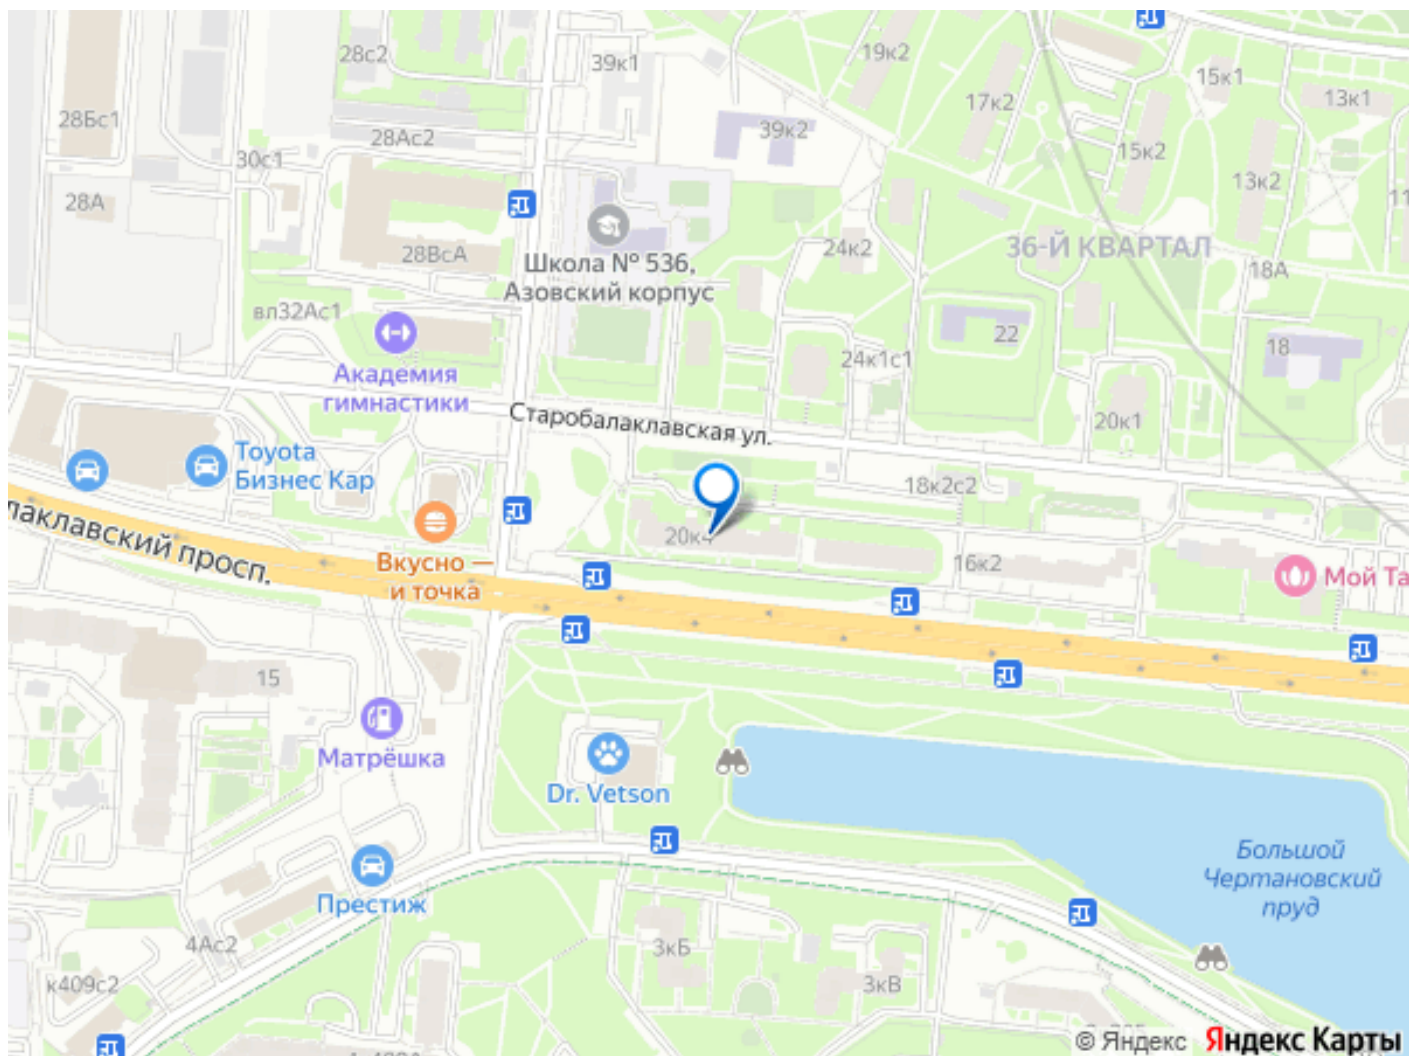 28с2
39к1
19к2
15к1
13к1
17к2
28Бс1
28Ас2
39к2
15к2
30с1
13к2
28А
11
28ВсА
24к2
36-Й КВАРТАЛ
18А
Школа № 536,
Азовский корпус
вл32Ас1
22
18
24к1с1
Академия
гимнастики
Старобалаклавская ул.
20к1
Toyota
Бизнес Кар
18к2с2
лаклавский просп.
20к4
16к2
Вкусно —
и точка
Мой Та
15
Матрёшка
Dr. Vetson
Большой
Чертановский
пруд
Престиж
4Ас2
3кБ
3кВ
к409с2
© Яндекс Яндекс Карты